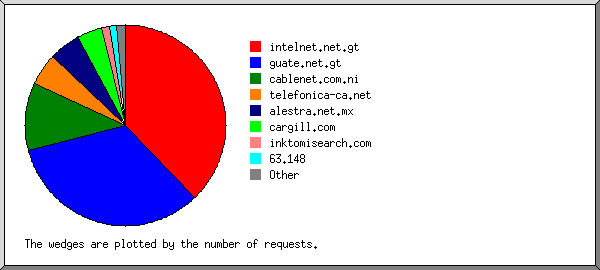 intelnet.net.gt
guate.net.gt
cablenet.com.ni
telefonica-ca.net
alestra.net.mx
cargill.com
inktomisearch.com
63.148
Other
The wedges are plotted by the number of requests.